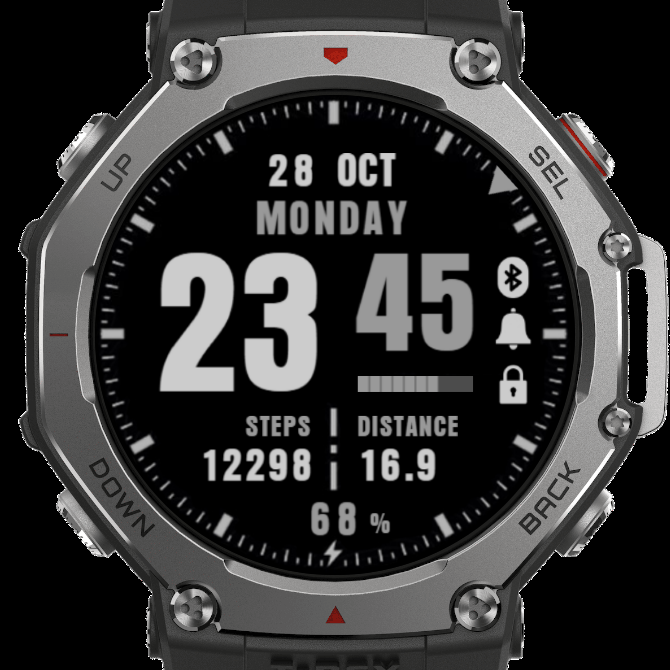 UP
SEL
28 OCT
MONDAY
23 45
STEPS DISTANCE
12298 16.9
68 %
DOWN
BACK